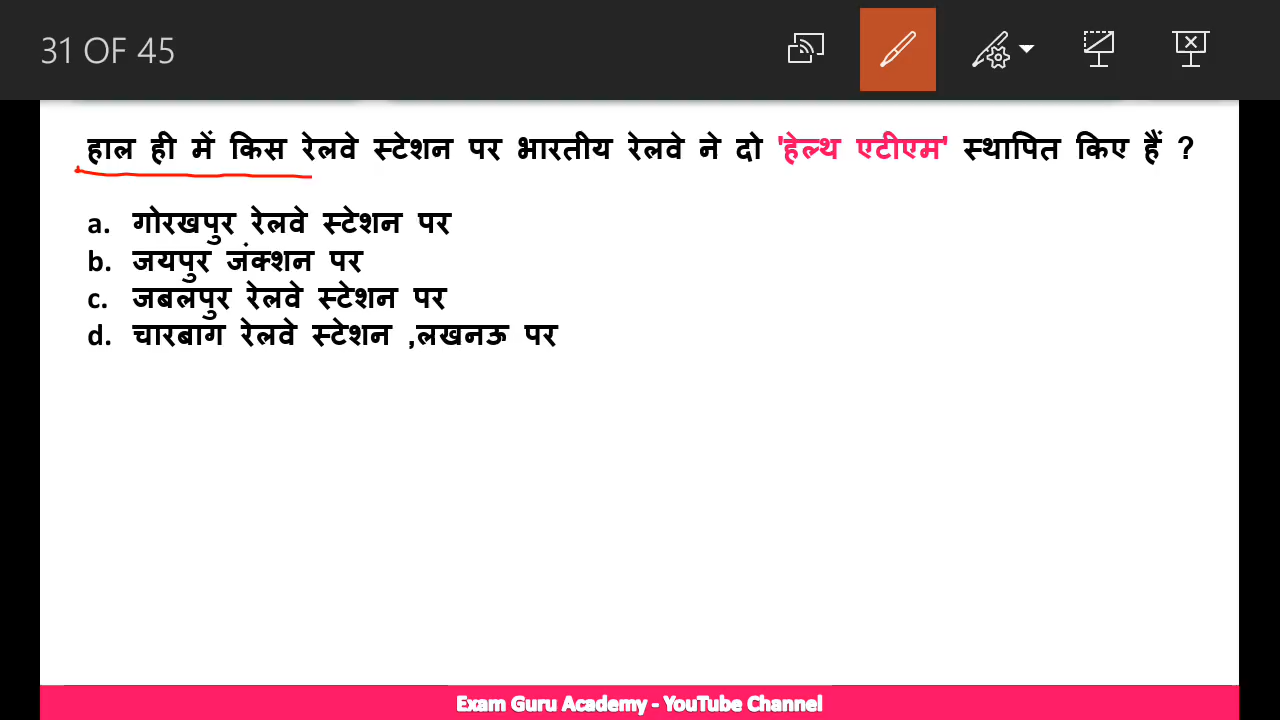 31 OF 45
हाल ही में किस रेलवे स्टेशन पर भारतीय रेलवे ने दो 'हेल्थ एटीएम' स्थापित किए हैं ?
a. गोरखपुर रेलवे स्टेशन पर
b. जयपुर जंक्शन पर
c. जबलपुर रेलवे स्टेशन पर
d. चारबाग रेलवे स्टेशन ,लखनऊ पर
Exam Guru Academy - YouTube Channel